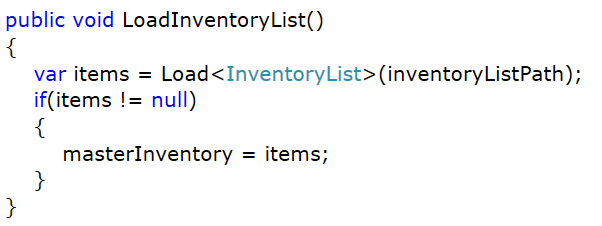 public void LoadInventoryList()
{
    var items = Load<InventoryList>(inventoryListPath);
    if(items != null)
    {
        masterInventory = items;
    }
}